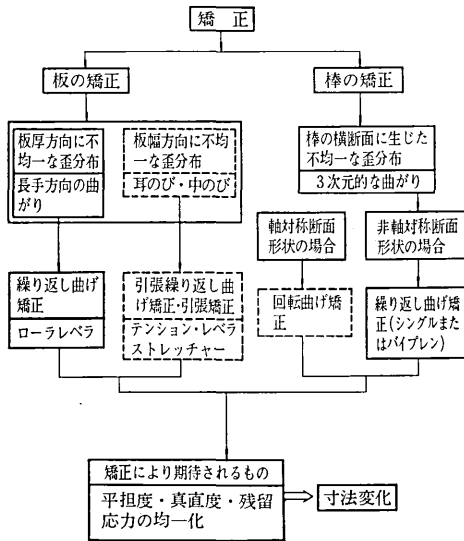 矯正
板の矯正
棒の矯正
板厚方向に不
均一な歪分布
長手方向の曲
がり
板幅方向に不均
一な歪分布
耳のび・中のび
棒の横断面に生じた
不均一な歪分布
3次元的な曲がり
軸対称断面
形状の場合
非軸対称断面
形状の場合
繰り返し曲げ
矯正
ローラレベラ
引張繰り返し曲
げ矯正・引張矯正
テンション・レベラ
ストレッチャー
回転曲げ矯
正
繰り返し曲げ矯
正(シングルまた
はバイプレン)
矯正により期待されるもの
平担度・真直度・残留
応力の均一化
寸法変化